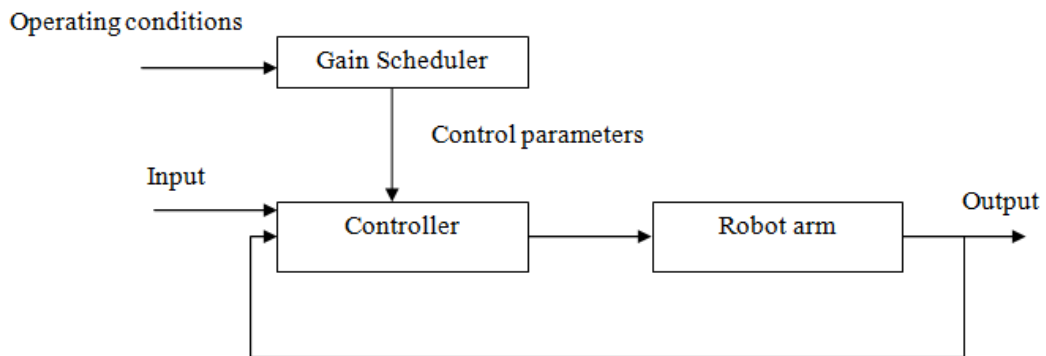 Operating conditions
Gain Scheduler
Control parameters
Input
Controller
Robot arm
Output